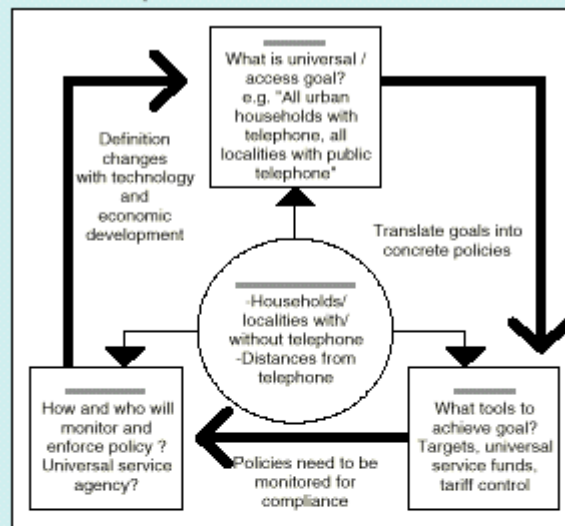 What is universal /
access goal?
e.g. "All urban
households with
telephone, all
localities with public
telephone"
Definition
changes
with technology
and
economic
development
Translate goals into
concrete policies
-Households/
localities with/
without telephone
-Distances from
telephone
How and who will
monitor and
enforce policy ?
Universal service
agency?
What tools to
achieve goal?
Targets, universal
service funds,
tariff control
Policies need to be
monitored for
compliance